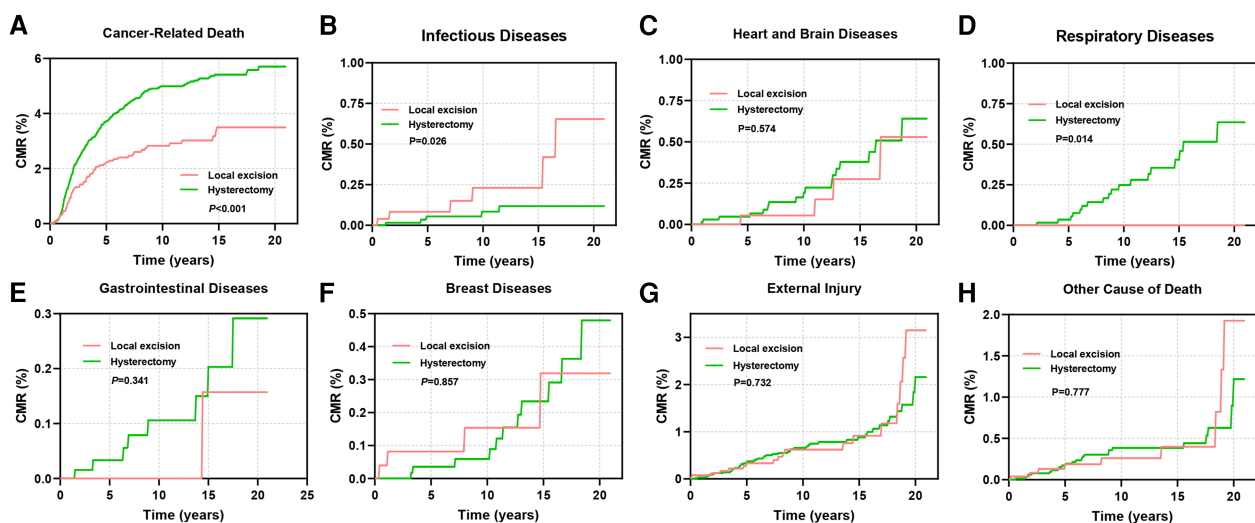 A
Cancer-Related Death
CMR (%)
6
4
2
0
Local excision
Hysterectomy
P<0.001
0
5
10
15
20
Time (years)
B
Infectious Diseases
CMR (%)
1.00
0.75
0.50
0.25
0.00
Local excision
Hysterectomy
P=0.026
0
5
10
15
20
Time (years)
C
Heart and Brain Diseases
CMR (%)
1.00
0.75
0.50
0.25
0.00
Local excision
Hysterectomy
P=0.574
0
5
10
15
20
Time (years)
D
Respiratory Diseases
CMR (%)
1.00
0.75
0.50
0.25
0.00
Local excision
Hysterectomy
P=0.014
0
5
10
15
20
Time (years)
E
Gastrointestinal Diseases
CMR (%)
0.3
0.2
0.1
0.0
Local excision
Hysterectomy
P=0.341
0
5
10
15
20
25
Time (years)
F
Breast Diseases
CMR (%)
0.5
0.4
0.3
0.2
0.1
0.0
Local excision
Hysterectomy
P=0.857
0
5
10
15
20
Time (years)
G
External Injury
CMR (%)
3
2
1
0
Local excision
Hysterectomy
P=0.732
0
5
10
15
20
Time (years)
H
Other Cause of Death
CMR (%)
2.0
1.5
1.0
0.5
0.0
Local excision
Hysterectomy
P=0.777
0
5
10
15
20
Time (years)